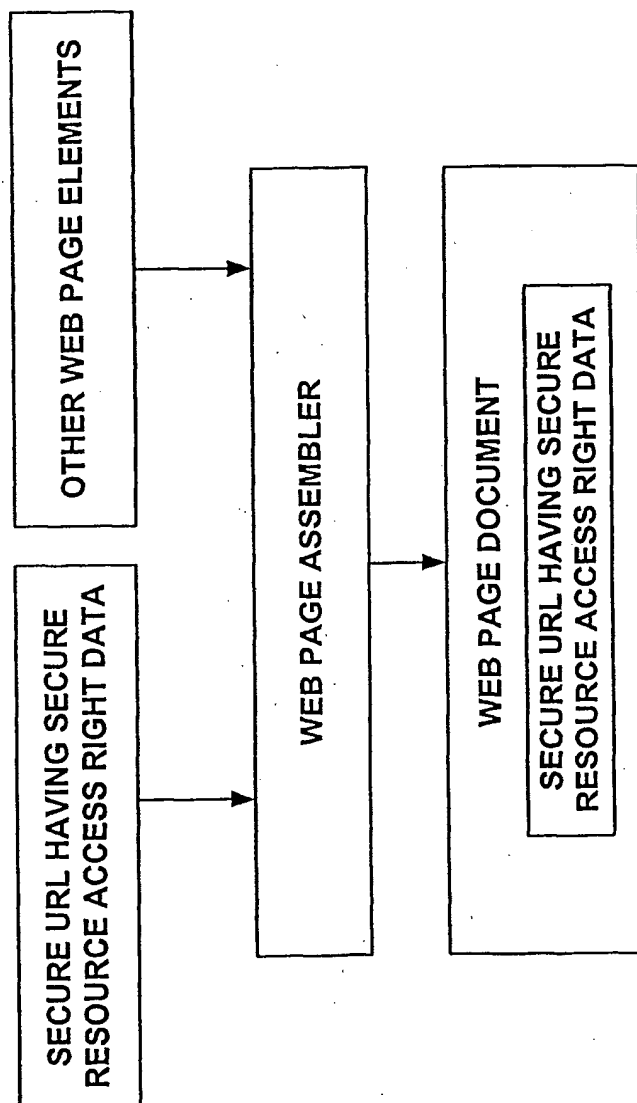 SECURE URL HAVING SECURE
RESOURCE ACCESS RIGHT DATA
OTHER WEB PAGE ELEMENTS
WEB PAGE ASSEMBLER
WEB PAGE DOCUMENT
SECURE URL HAVING SECURE
RESOURCE ACCESS RIGHT DATA